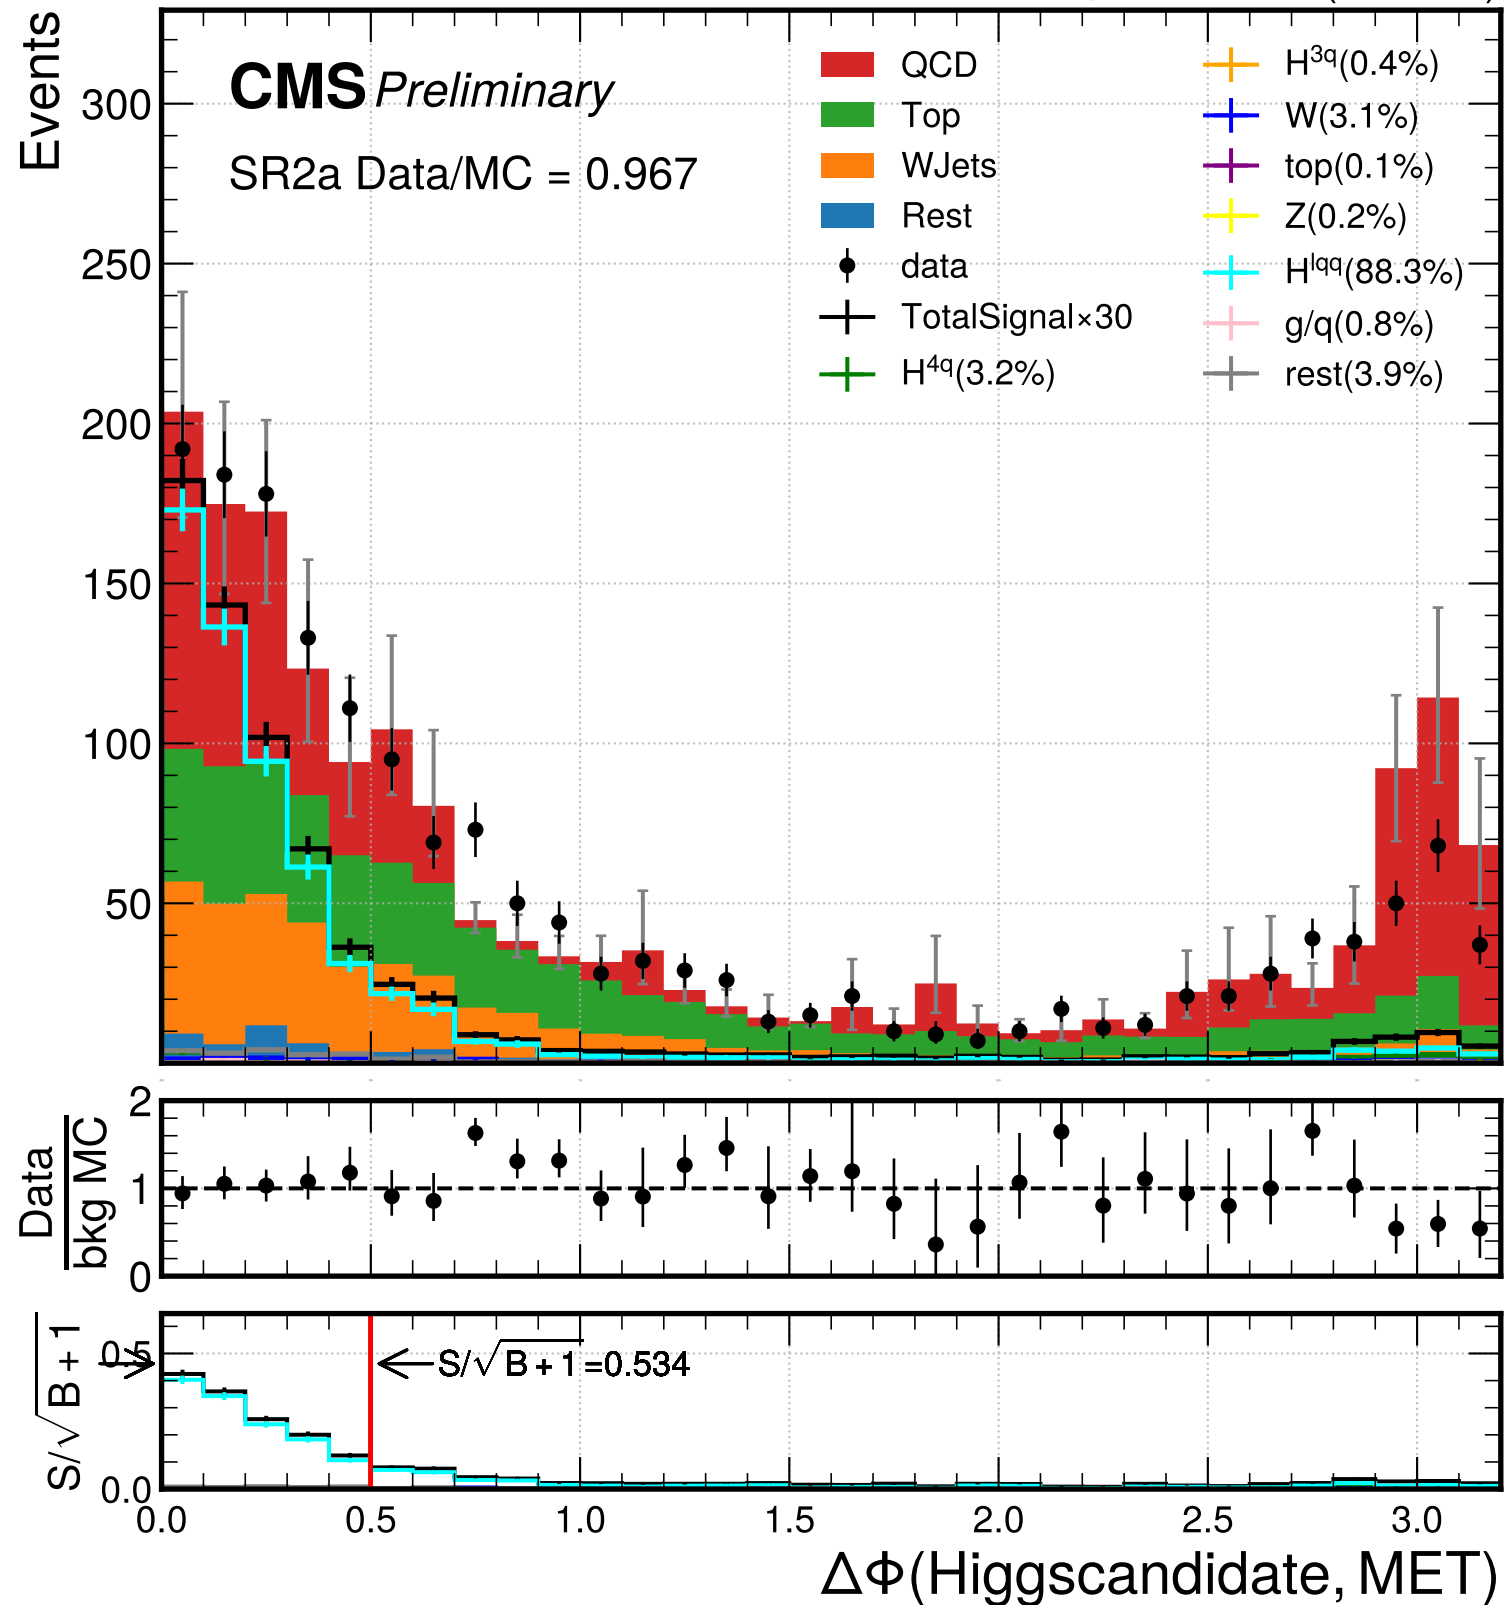 Events
CMS Preliminary
SR2a Data/MC = 0.967
QCD
Top
WJets
Rest
data
TotalSignal×30
H⁴q(3.2%)
H³q(0.4%)
W(3.1%)
top(0.1%)
Z(0.2%)
Hlqq(88.3%)
g/q(0.8%)
rest(3.9%)
300
250
200
150
100
50
Data
bkg MC
2
1
0
S/√B + 1
0.5
0.0
S/√B + 1=0.534
0.0 0.5 1.0 1.5 2.0 2.5 3.0
ΔΦ(Higgscandidate, MET)